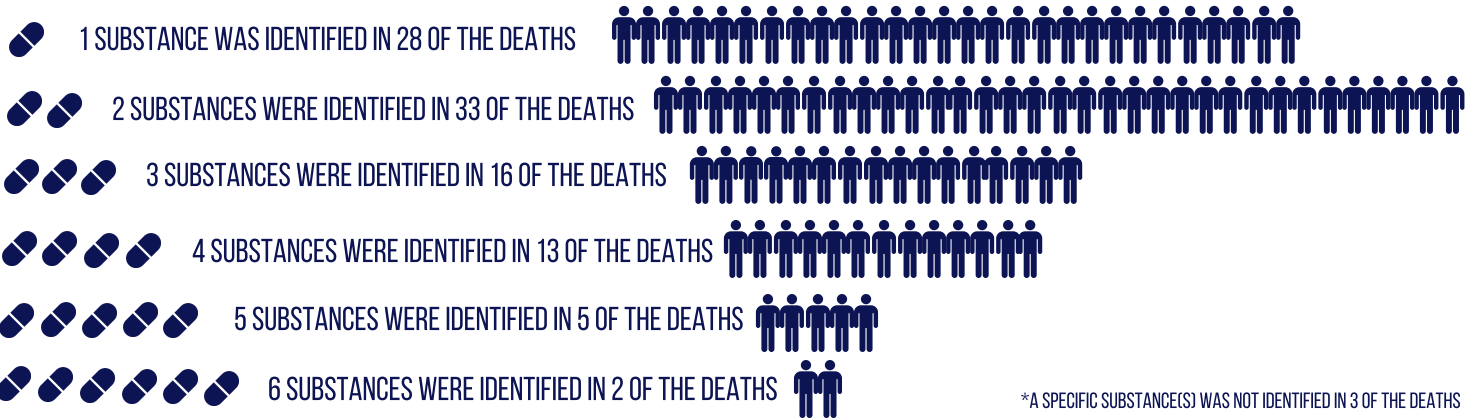 1 SUBSTANCE WAS IDENTIFIED IN 28 OF THE DEATHS
2 SUBSTANCES WERE IDENTIFIED IN 33 OF THE DEATHS
3 SUBSTANCES WERE IDENTIFIED IN 16 OF THE DEATHS
4 SUBSTANCES WERE IDENTIFIED IN 13 OF THE DEATHS
5 SUBSTANCES WERE IDENTIFIED IN 5 OF THE DEATHS
6 SUBSTANCES WERE IDENTIFIED IN 2 OF THE DEATHS
*A SPECIFIC SUBSTANCE(S) WAS NOT IDENTIFIED IN 3 OF THE DEATHS